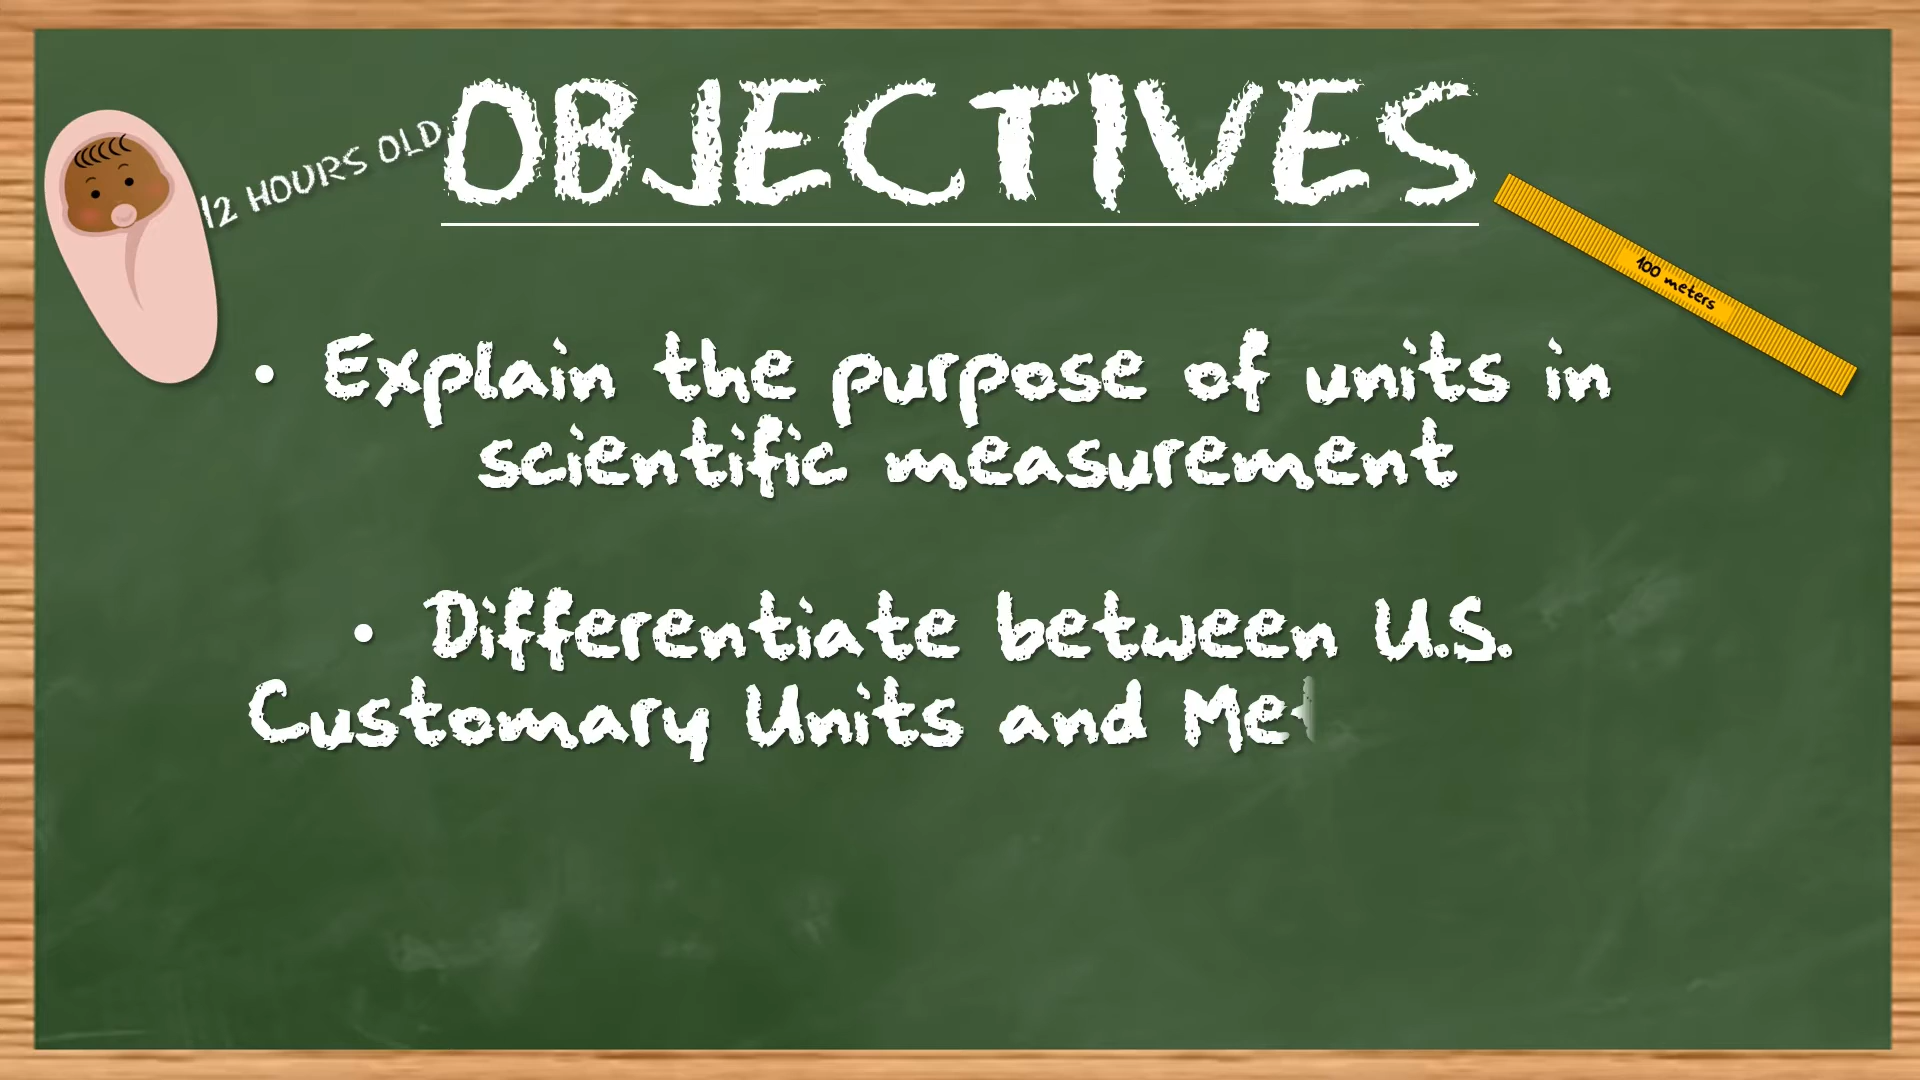 OBJECTIVES
12 HOURS OLD
100 meters
• Explain the purpose of units in
scientific measurement
• Differentiate between U.S.
Customary Units and Met